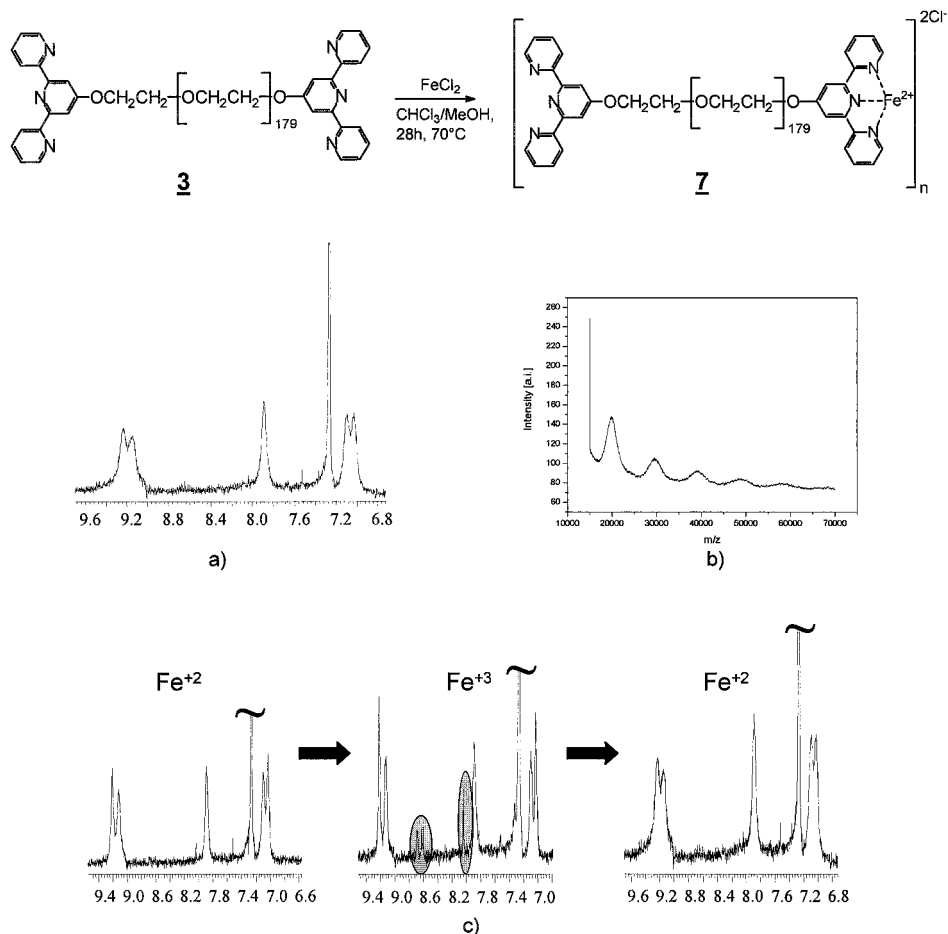 N N N N 2Cl-
N OCH2CH2 OCH2CH2 O N FeCl2 N OCH2CH2 OCH2CH2 O N Fe2+
179 CHCl3/MeOH, 179
N N 28h, 70°C N N
n
3 7
260
240
220
200
180
160
140
120
100
80
60
Intensity [a.i.]
10000 20000 30000 40000 50000 60000 70000
m/z
9.6 9.2 8.8 8.4 8.0 7.6 7.2 6.8
a) b)
Fe+2 Fe+3 Fe+2
9.4 9.0 8.6 8.2 7.8 7.4 7.0 6.6
9.4 9.0 8.6 8.2 7.8 7.4 7.0
9.6 9.2 8.8 8.4 8.0 7.6 7.2 6.8
c)